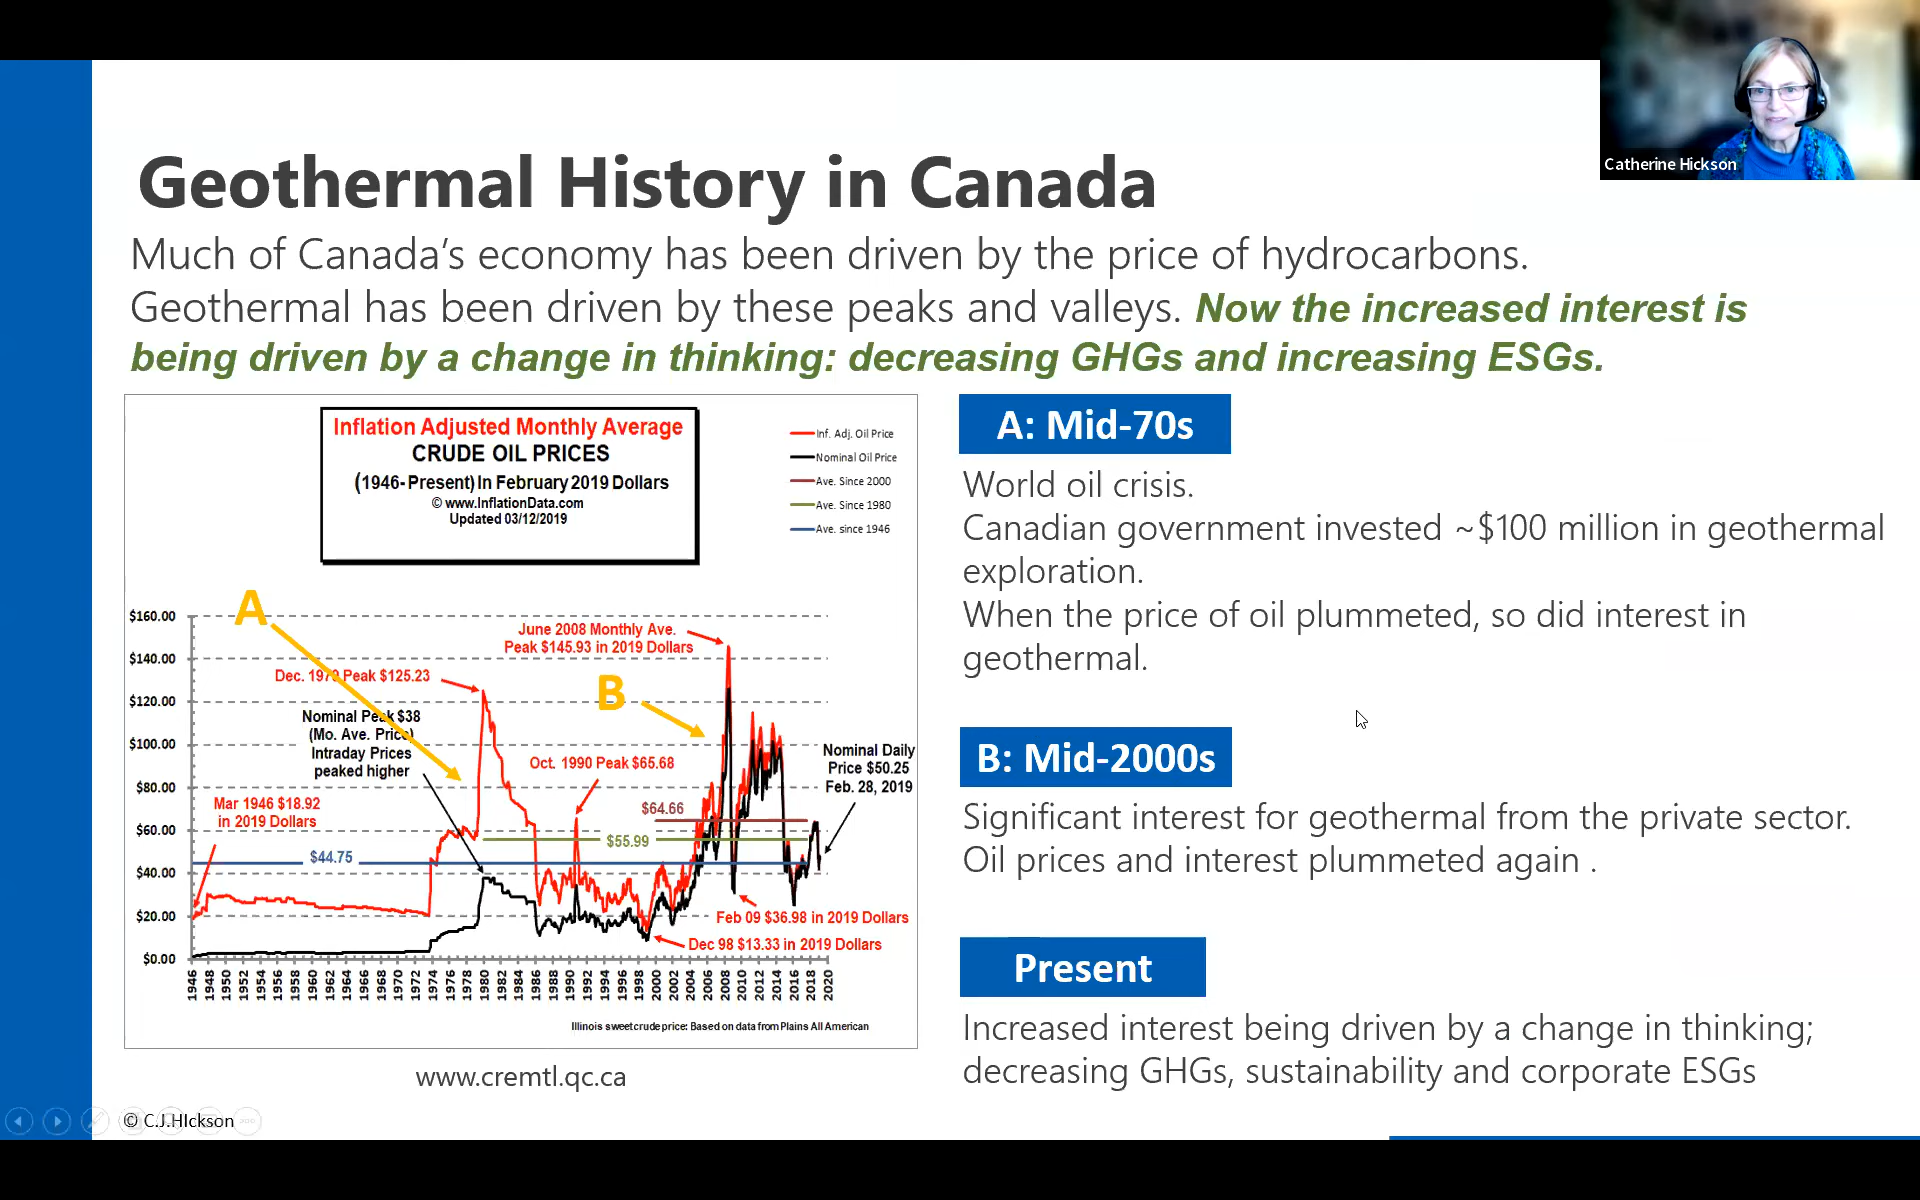 Catherine Hickson
Geothermal History in Canada
Much of Canada's economy has been driven by the price of hydrocarbons.
Geothermal has been driven by these peaks and valleys. Now the increased interest is
being driven by a change in thinking: decreasing GHGs and increasing ESGs.
Inflation Adjusted Monthly Average
CRUDE OIL PRICES
(1946- Present) In February 2019 Dollars
© www.InflationData.com
Updated 03/12/2019
Inf. Adj. Oil Price
Nominal Oil Price
Ave. Since 2000
Ave. Since 1980
Ave. since 1946
$160.00
$140.00
$120.00
$100.00
$80.00
$60.00
$40.00
$20.00
$0.00
A
B
June 2008 Monthly Ave.
Peak $145.93 in 2019 Dollars
Dec. 1979 Peak $125.23
Nominal Peak $38
(Mo. Ave. Price)
Intraday Prices
peaked higher
Oct. 1990 Peak $65.68
Nominal Daily
Price $50.25
Feb. 28, 2019
Mar 1946 $18.92
in 2019 Dollars
$64.66
$55.99
$44.75
Feb 09 $36.98 in 2019 Dollars
Dec 98 $13.33 in 2019 Dollars
1946 1948 1950 1952 1954 1956 1958 1960 1962 1964 1966 1968 1970 1972 1974 1976 1978 1980 1982 1984 1986 1988 1990 1992 1994 1996 1998 2000 2002 2004 2006 2008 2010 2012 2014 2016 2018 2020
Illinois sweet crude price: Based on data from Plains All American
www.cremtl.qc.ca
A: Mid-70s
World oil crisis.
Canadian government invested ~$100 million in geothermal
exploration.
When the price of oil plummeted, so did interest in
geothermal.
B: Mid-2000s
Significant interest for geothermal from the private sector.
Oil prices and interest plummeted again .
Present
Increased interest being driven by a change in thinking;
decreasing GHGs, sustainability and corporate ESGs
© C.J.HIckson